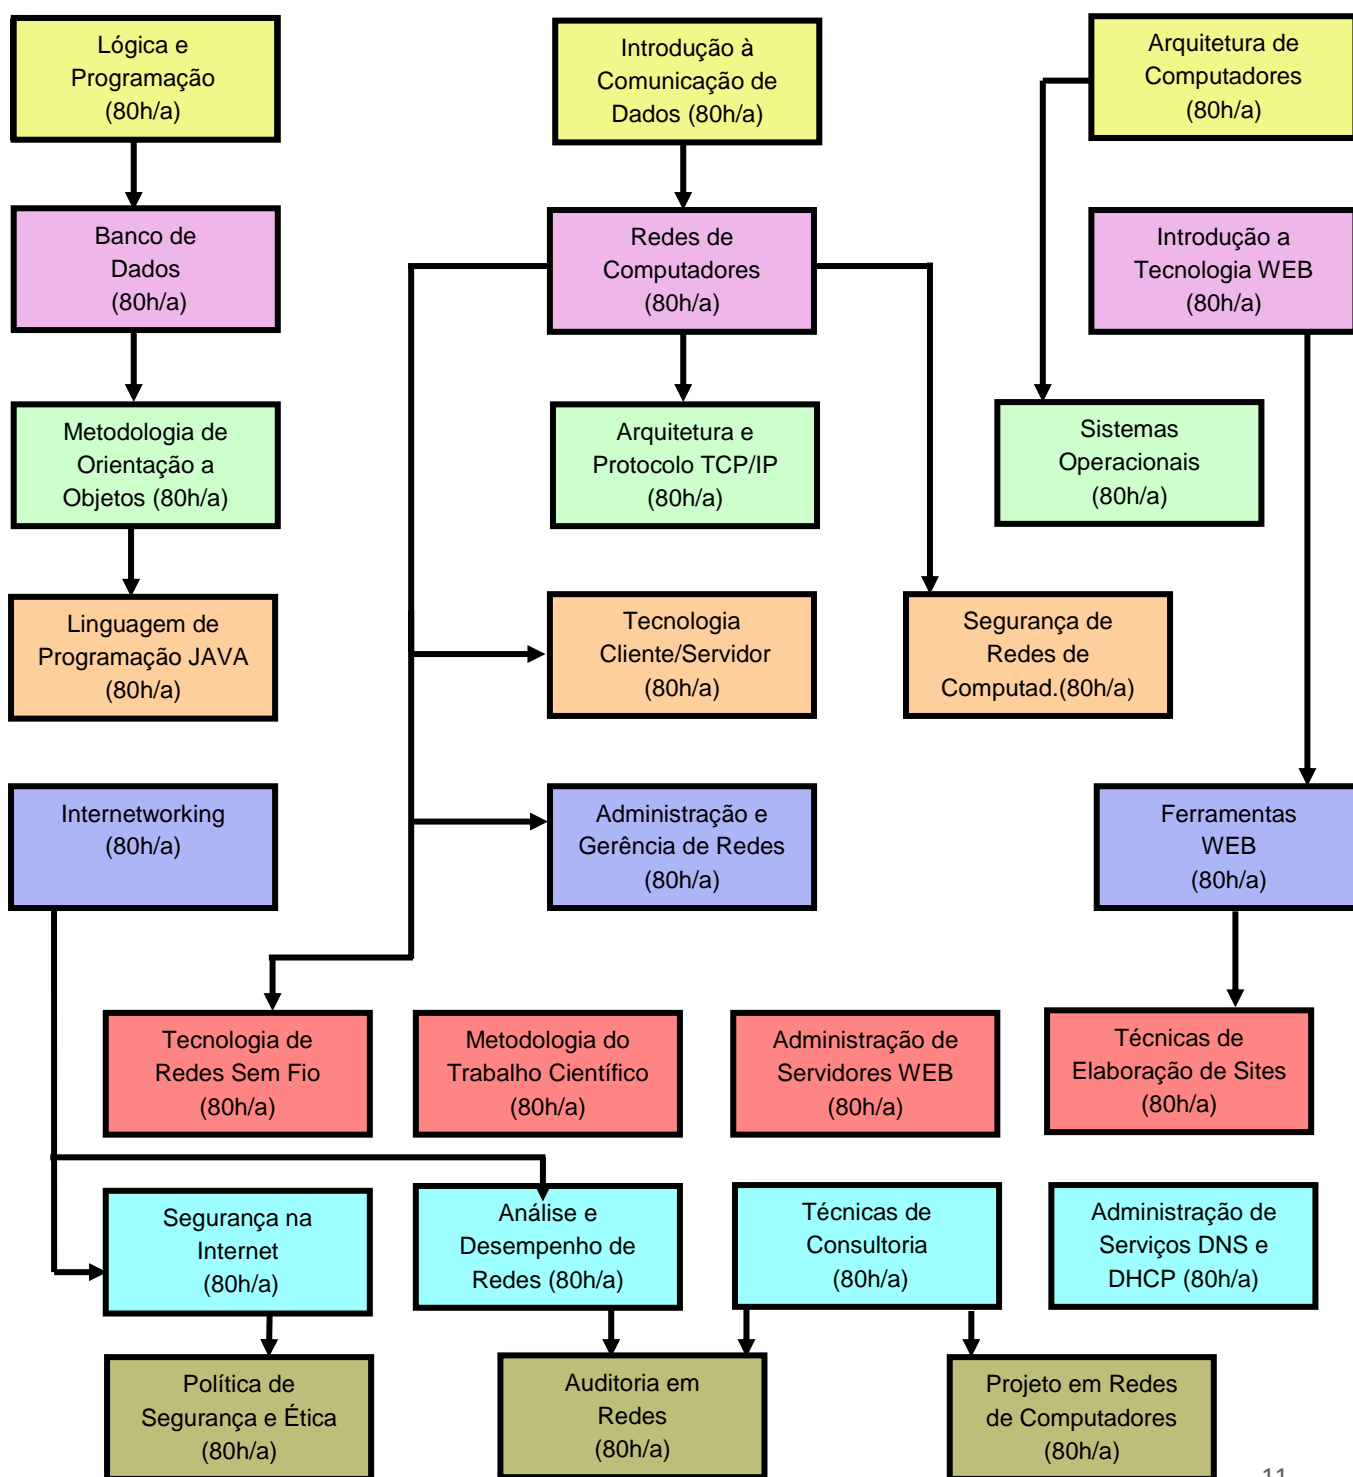 Lógica e
Programação
(80h/a)
Introdução à
Comunicação de
Dados (80h/a)
Arquitetura de
Computadores
(80h/a)
Banco de
Dados
(80h/a)
Redes de
Computadores
(80h/a)
Introdução a
Tecnologia WEB
(80h/a)
Metodologia de
Orientação a
Objetos (80h/a)
Arquitetura e
Protocolo TCP/IP
(80h/a)
Sistemas
Operacionais
(80h/a)
Linguagem de
Programação JAVA
(80h/a)
Tecnologia
Cliente/Servidor
(80h/a)
Segurança de
Redes de
Computad.(80h/a)
Internetworking
(80h/a)
Administração e
Gerência de Redes
(80h/a)
Ferramentas
WEB
(80h/a)
Tecnologia de
Redes Sem Fio
(80h/a)
Metodologia do
Trabalho Científico
(80h/a)
Administração de
Servidores WEB
(80h/a)
Técnicas de
Elaboração de Sites
(80h/a)
Segurança na
Internet
(80h/a)
Análise e
Desempenho de
Redes (80h/a)
Técnicas de
Consultoria
(80h/a)
Administração de
Serviços DNS e
DHCP (80h/a)
Política de
Segurança e Ética
(80h/a)
Auditoria em
Redes
(80h/a)
Projeto em Redes
de Computadores
(80h/a)
11